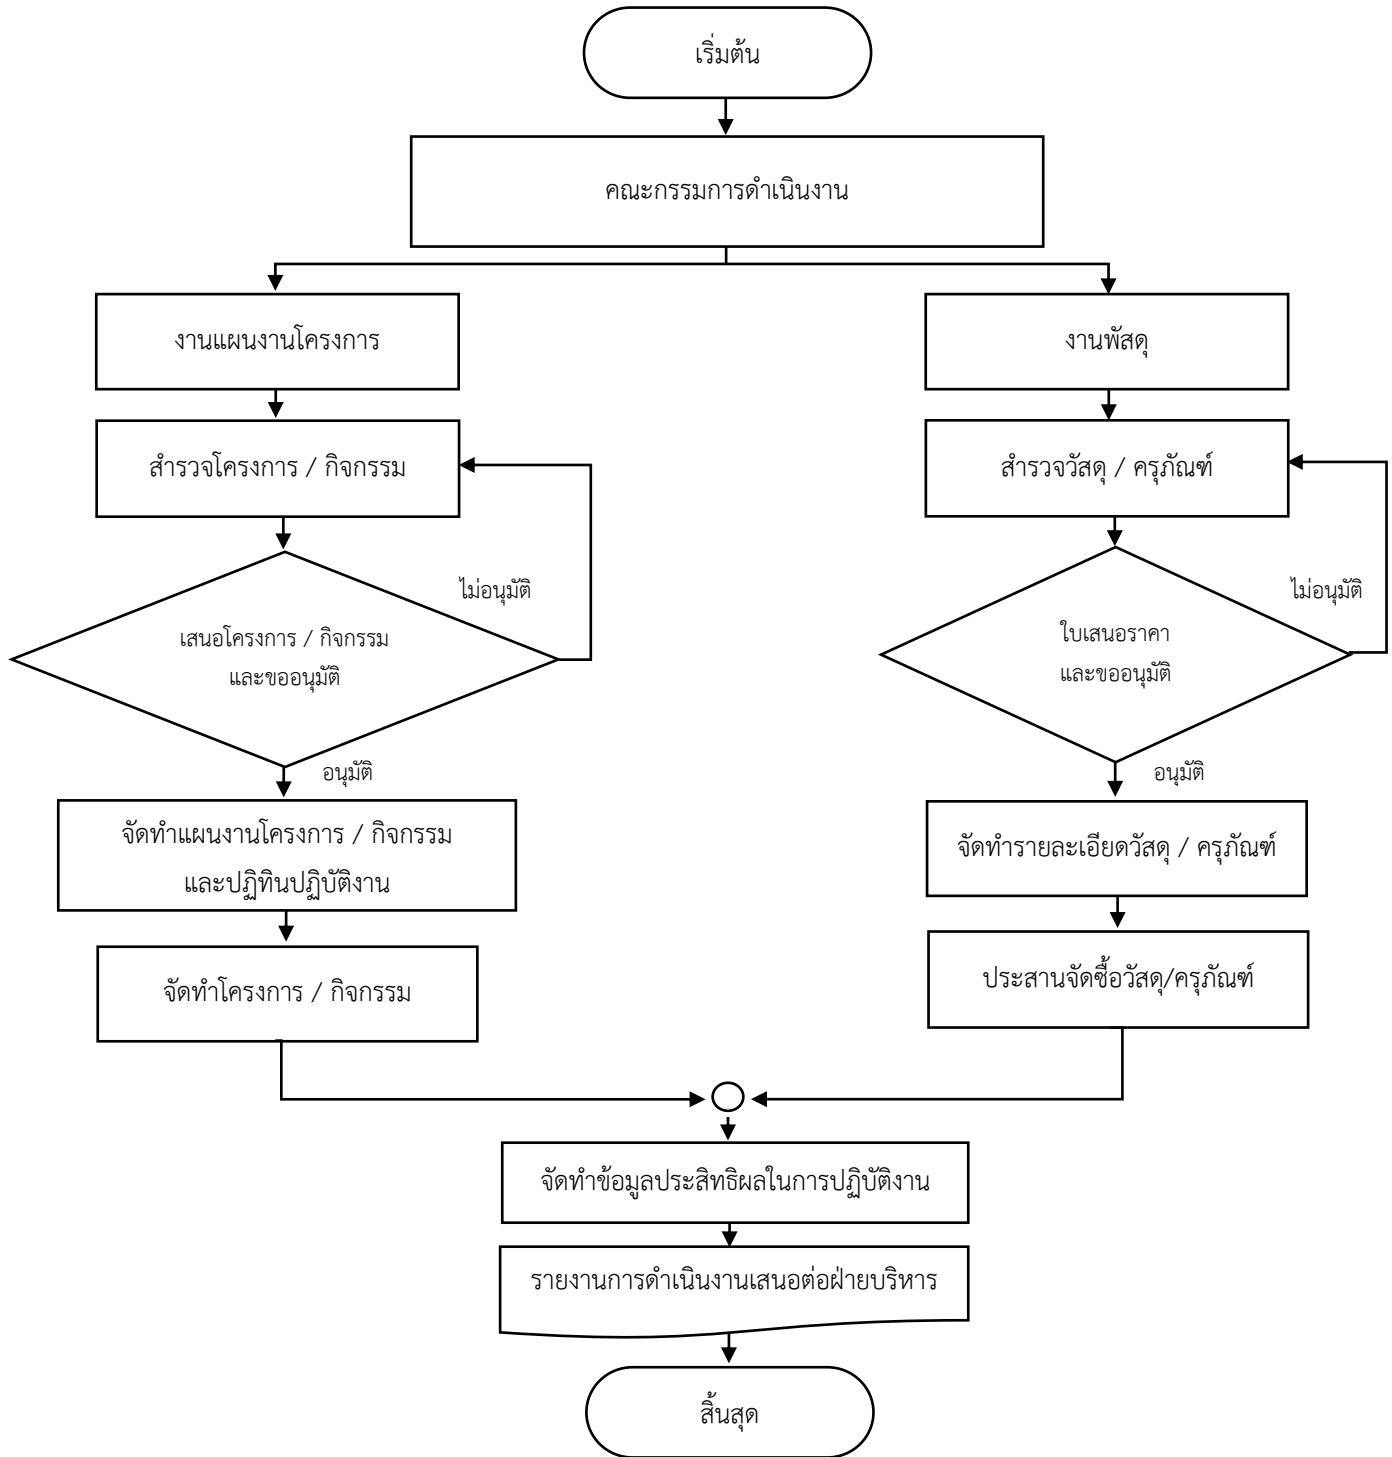 เริ่มต้น
คณะกรรมการดำเนินงาน
งานแผนงานโครงการ
งานพัสดุ
สำรวจโครงการ / กิจกรรม
สำรวจวัสดุ / ครุภัณฑ์
ไม่อนุมัติ
ไม่อนุมัติ
เสนอโครงการ / กิจกรรม
และขออนุมัติ
ใบเสนอราคา
และขออนุมัติ
อนุมัติ
อนุมัติ
จัดทำแผนงานโครงการ / กิจกรรม
และปฏิทินปฏิบัติงาน
จัดทำรายละเอียดวัสดุ / ครุภัณฑ์
จัดทำโครงการ / กิจกรรม
ประสานจัดซื้อวัสดุ/ครุภัณฑ์
จัดทำข้อมูลประสิทธิผลในการปฏิบัติงาน
รายงานการดำเนินงานเสนอต่อฝ่ายบริหาร
สิ้นสุด